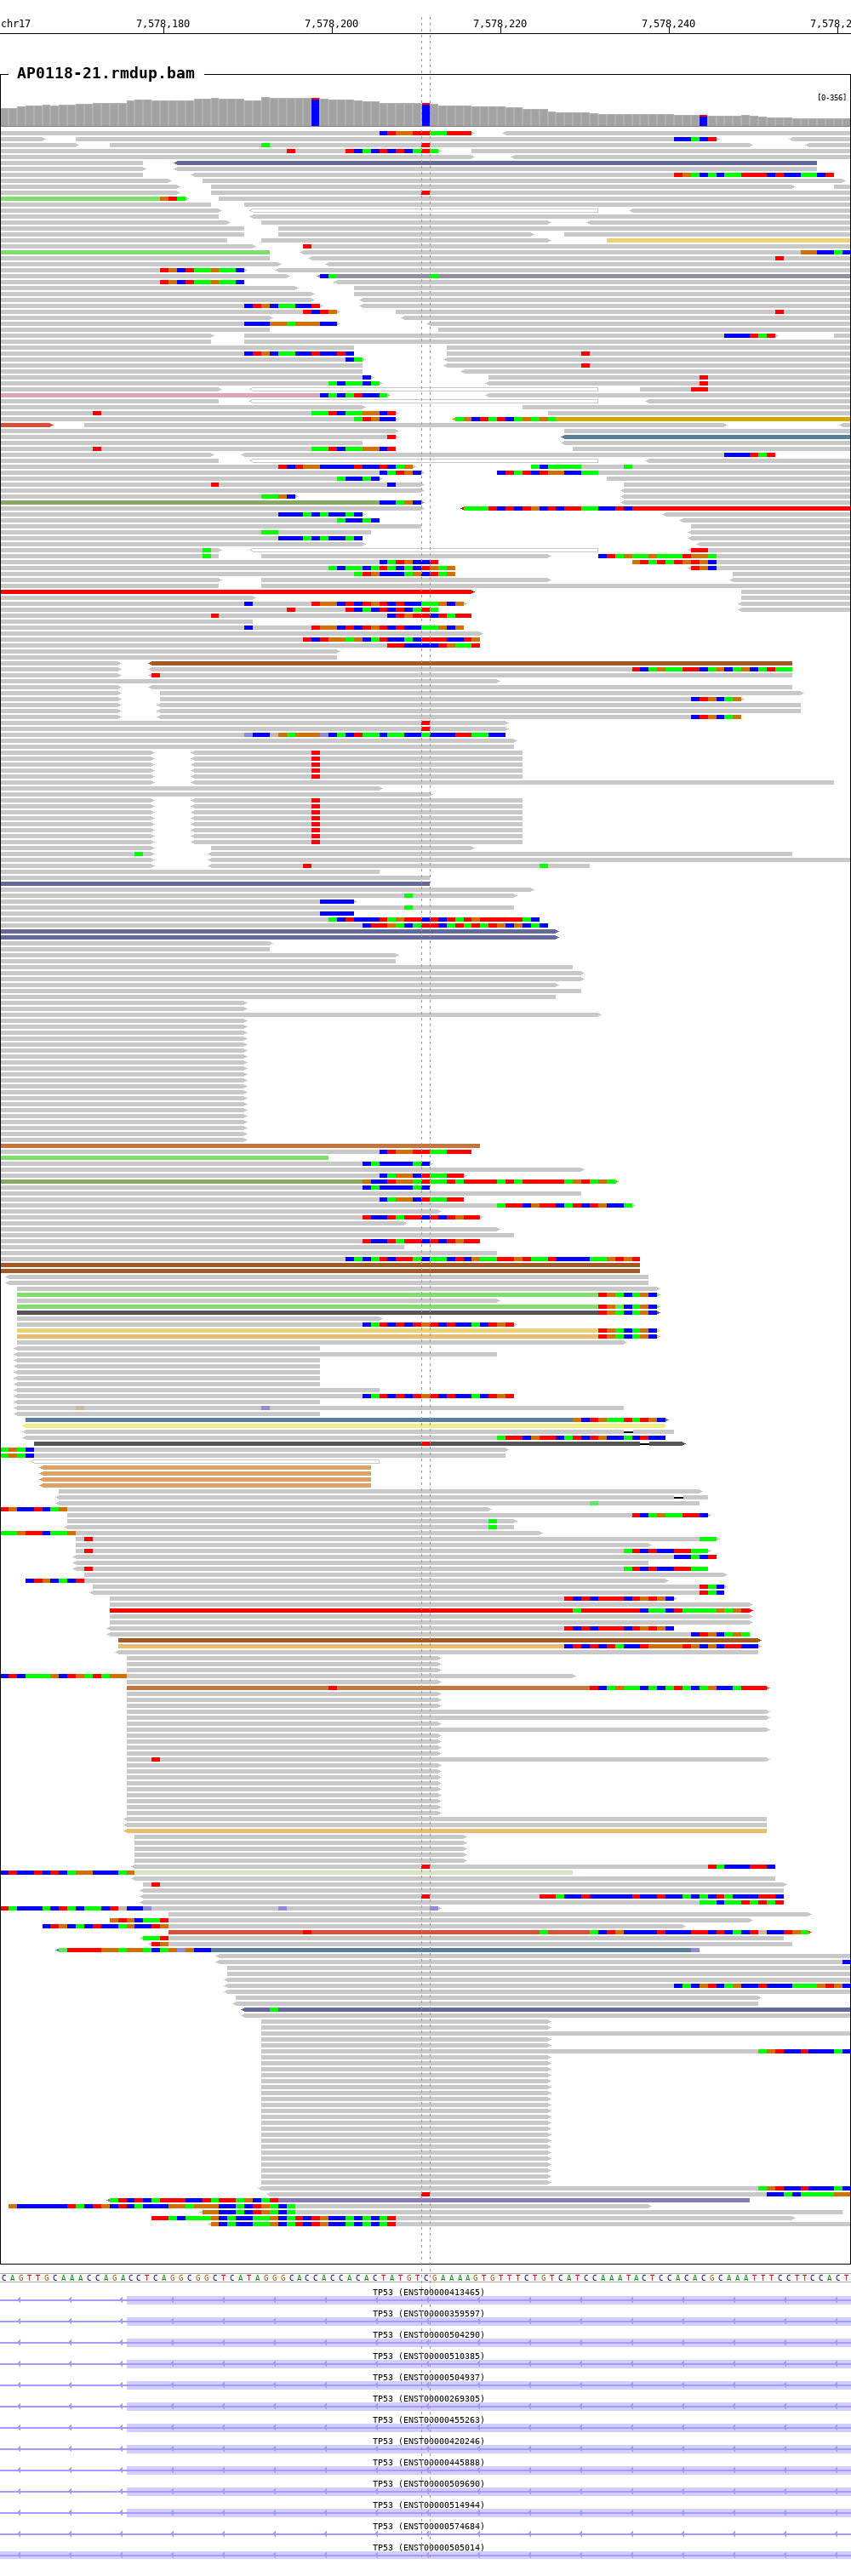 chr17 7,578,180 7,578,200 7,578,220 7,578,240 7,578,2
AP0118-21.rmdup.bam
[0-356]
CAGTTGCAAACCAGACCTCAGGCGGCTCATAGGGCACCACCACACTATGTCGAAAAGTGTTTCTGTCATCCAAATACTCCACACGCAAATTTCCTTCCACT
TP53 (ENST00000413465)
TP53 (ENST00000359597)
TP53 (ENST00000504290)
TP53 (ENST00000510385)
TP53 (ENST00000504937)
TP53 (ENST00000269305)
TP53 (ENST00000455263)
TP53 (ENST00000420246)
TP53 (ENST00000445888)
TP53 (ENST00000509690)
TP53 (ENST00000514944)
TP53 (ENST00000574684)
TP53 (ENST00000505014)